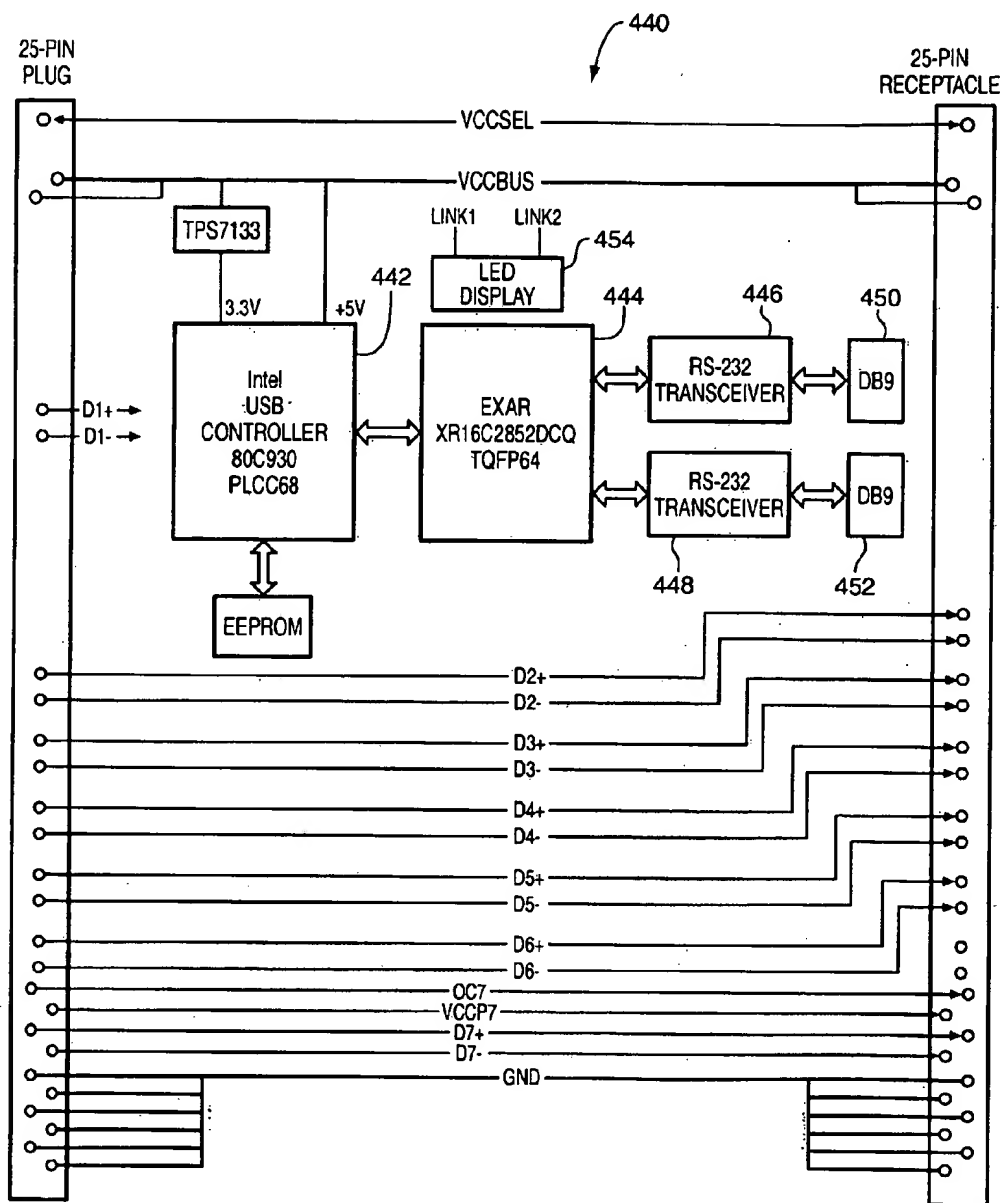 440
25-PIN
PLUG
25-PIN
RECEPTACLE
VCCSEL
VCCBUS
TPS7133
LINK1 LINK2
454
LED
DISPLAY
442
444
446
450
3.3V
+5V
Intel
USB
CONTROLLER
80C930
PLCC68
EXAR
XR16C2852DCQ
TQFP64
RS-232
TRANSCEIVER
DB9
D1+
D1-
RS-232
TRANSCEIVER
DB9
448
452
EEPROM
D2+
D2-
D3+
D3-
D4+
D4-
D5+
D5-
D6+
D6-
OC7
VCCP7
D7+
D7-
GND